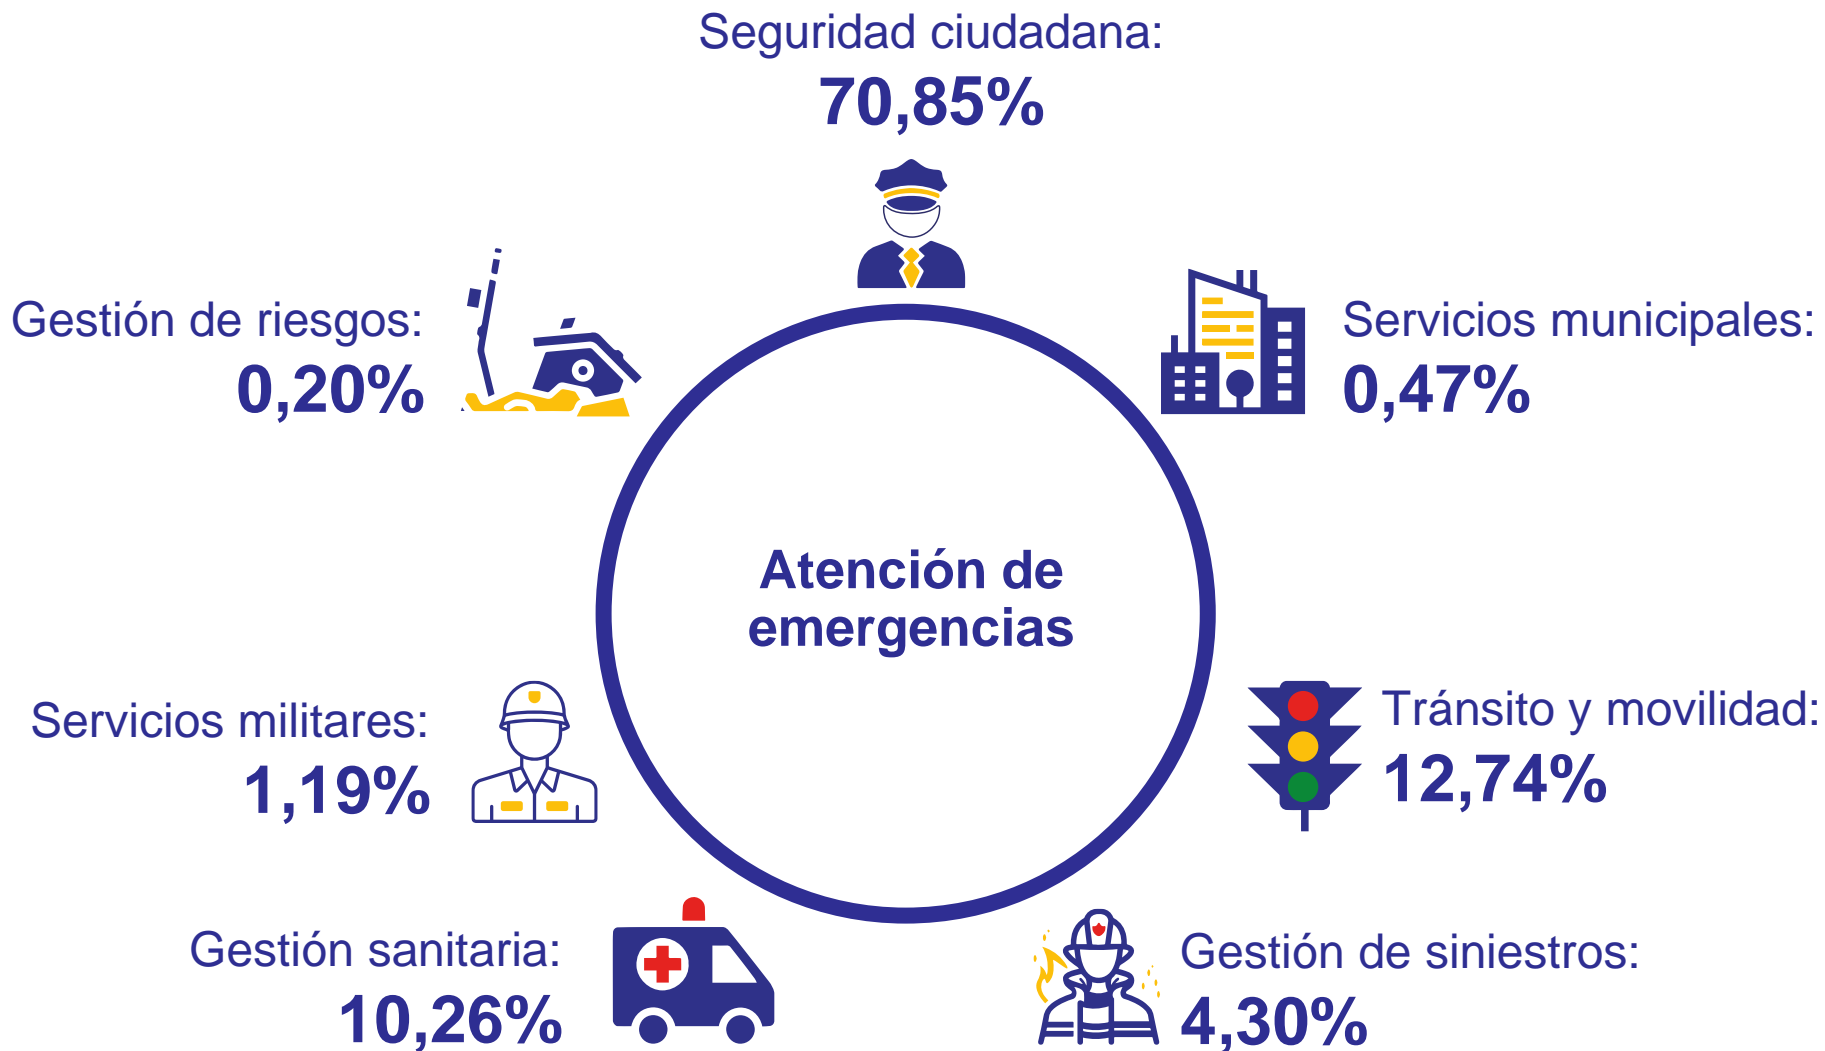 Seguridad ciudadana:
70,85%
Gestión de riesgos:
0,20%
Servicios municipales:
0,47%
Atención de
emergencias
Servicios militares:
1,19%
Tránsito y movilidad:
12,74%
Gestión sanitaria:
10,26%
Gestión de siniestros:
4,30%